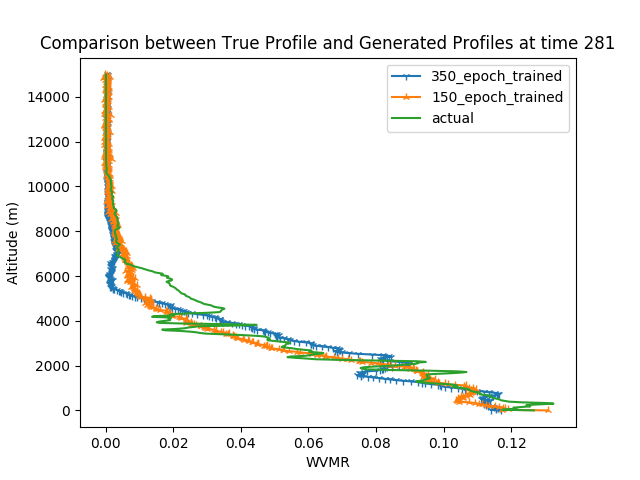 Comparison between True Profile and Generated Profiles at time 281
350_epoch_trained
150_epoch_trained
actual
14000
12000
10000
8000
6000
4000
2000
0
Altitude (m)
0.00 0.02 0.04 0.06 0.08 0.10 0.12
WVMR